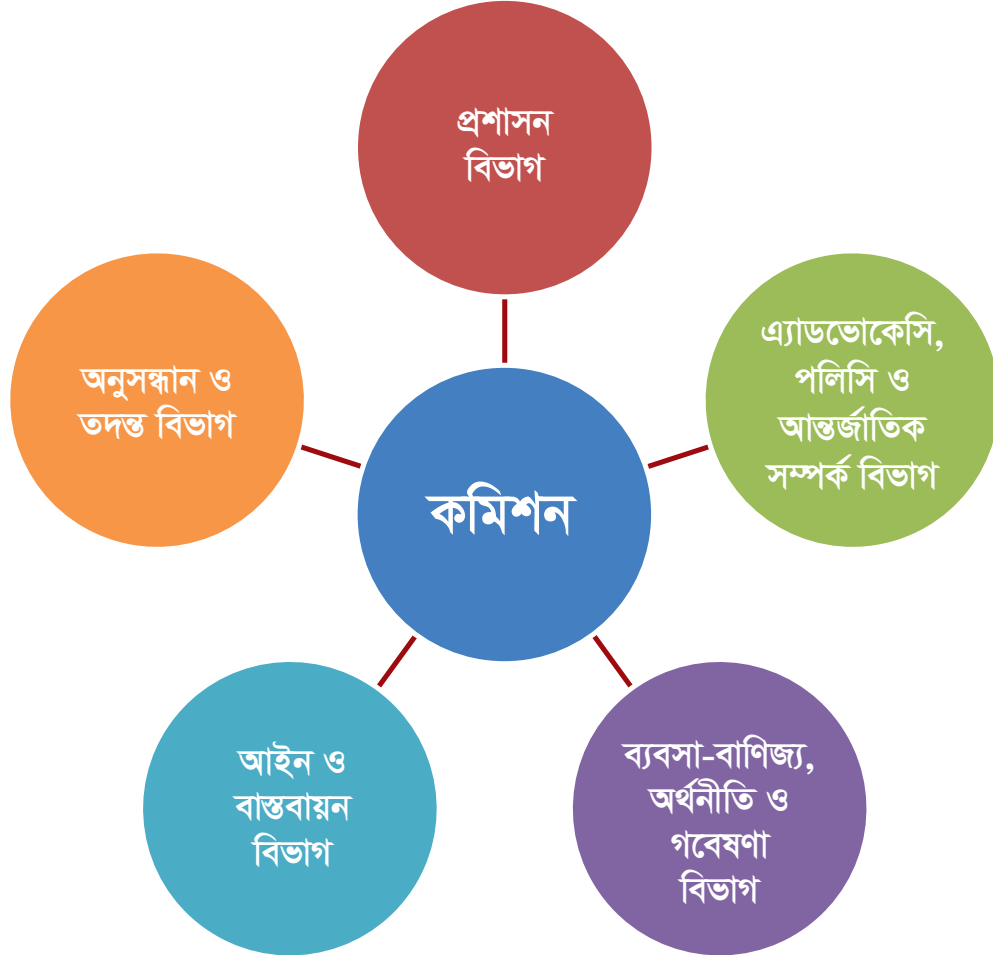 প্রশাসন
বিভাগ
এ্যাডভোকেসি,
পলিসি ও
আন্তর্জাতিক
সম্পর্ক বিভাগ
অনুসন্ধান ও
তদন্ত বিভাগ
কমিশন
আইন ও
বাস্তবায়ন
বিভাগ
ব্যবসা-বাণিজ্য,
অর্থনীতি ও
গবেষণা
বিভাগ